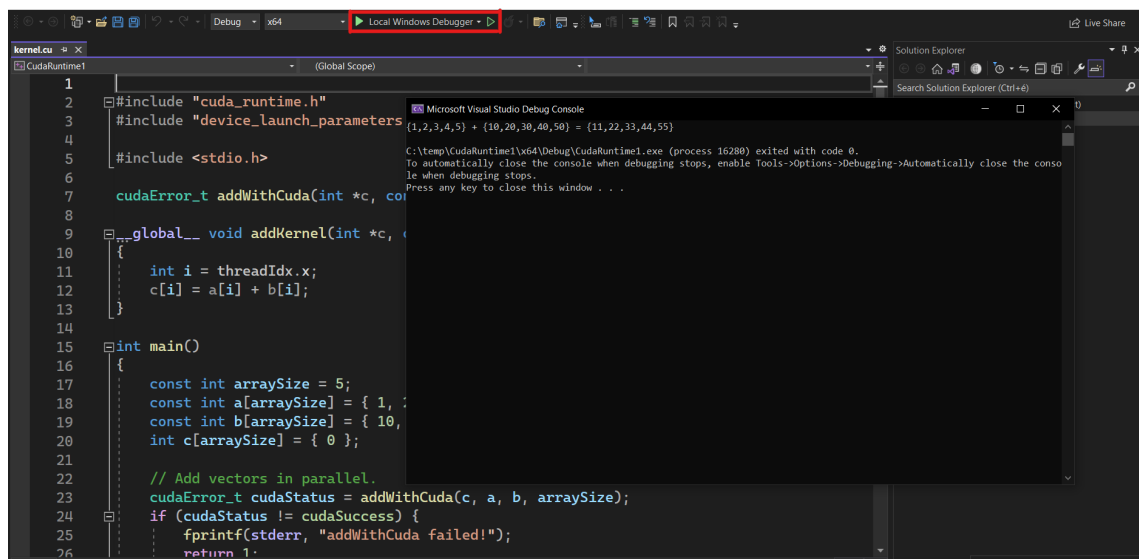 Debug
x64
Local Windows Debugger
Live Share
kernel.cu
CudaRuntime1
(Global Scope)
Solution Explorer
Search Solution Explorer (Ctrl+é)
1
2 #include "cuda_runtime.h"
3 #include "device_launch_parameters
4
5 #include <stdio.h>
6
7 cudaError_t addWithCuda(int *c, con
8
9 __global__ void addKernel(int *c,
10 {
11 int i = threadIdx.x;
12 c[i] = a[i] + b[i];
13 }
14
15 int main()
16 {
17 const int arraySize = 5;
18 const int a[arraySize] = { 1,
19 const int b[arraySize] = { 10,
20 int c[arraySize] = { 0 };
21
22 // Add vectors in parallel.
23 cudaError_t cudaStatus = addWithCuda(c, a, b, arraySize);
24 if (cudaStatus != cudaSuccess) {
25 fprintf(stderr, "addWithCuda failed!");
26 return 1;
Microsoft Visual Studio Debug Console
{1,2,3,4,5} + {10,20,30,40,50} = {11,22,33,44,55}
C:\temp\CudaRuntime1\x64\Debug\CudaRuntime1.exe (process 16280) exited with code 0.
To automatically close the console when debugging stops, enable Tools->Options->Debugging->Automatically close the conso
le when debugging stops.
Press any key to close this window . . .